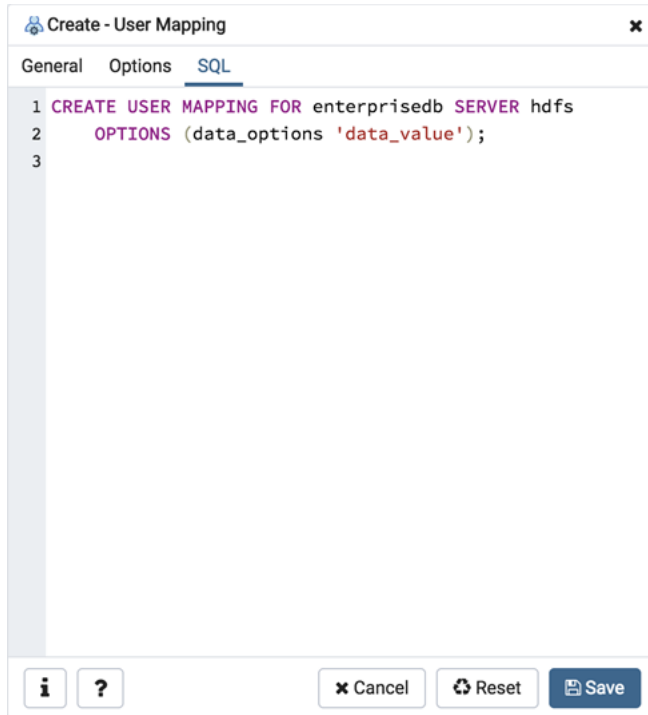 Create - User Mapping
General Options SQL
1 CREATE USER MAPPING FOR enterprisedb SERVER hdfs
2 OPTIONS (data_options 'data_value');
3
i ? Cancel Reset Save